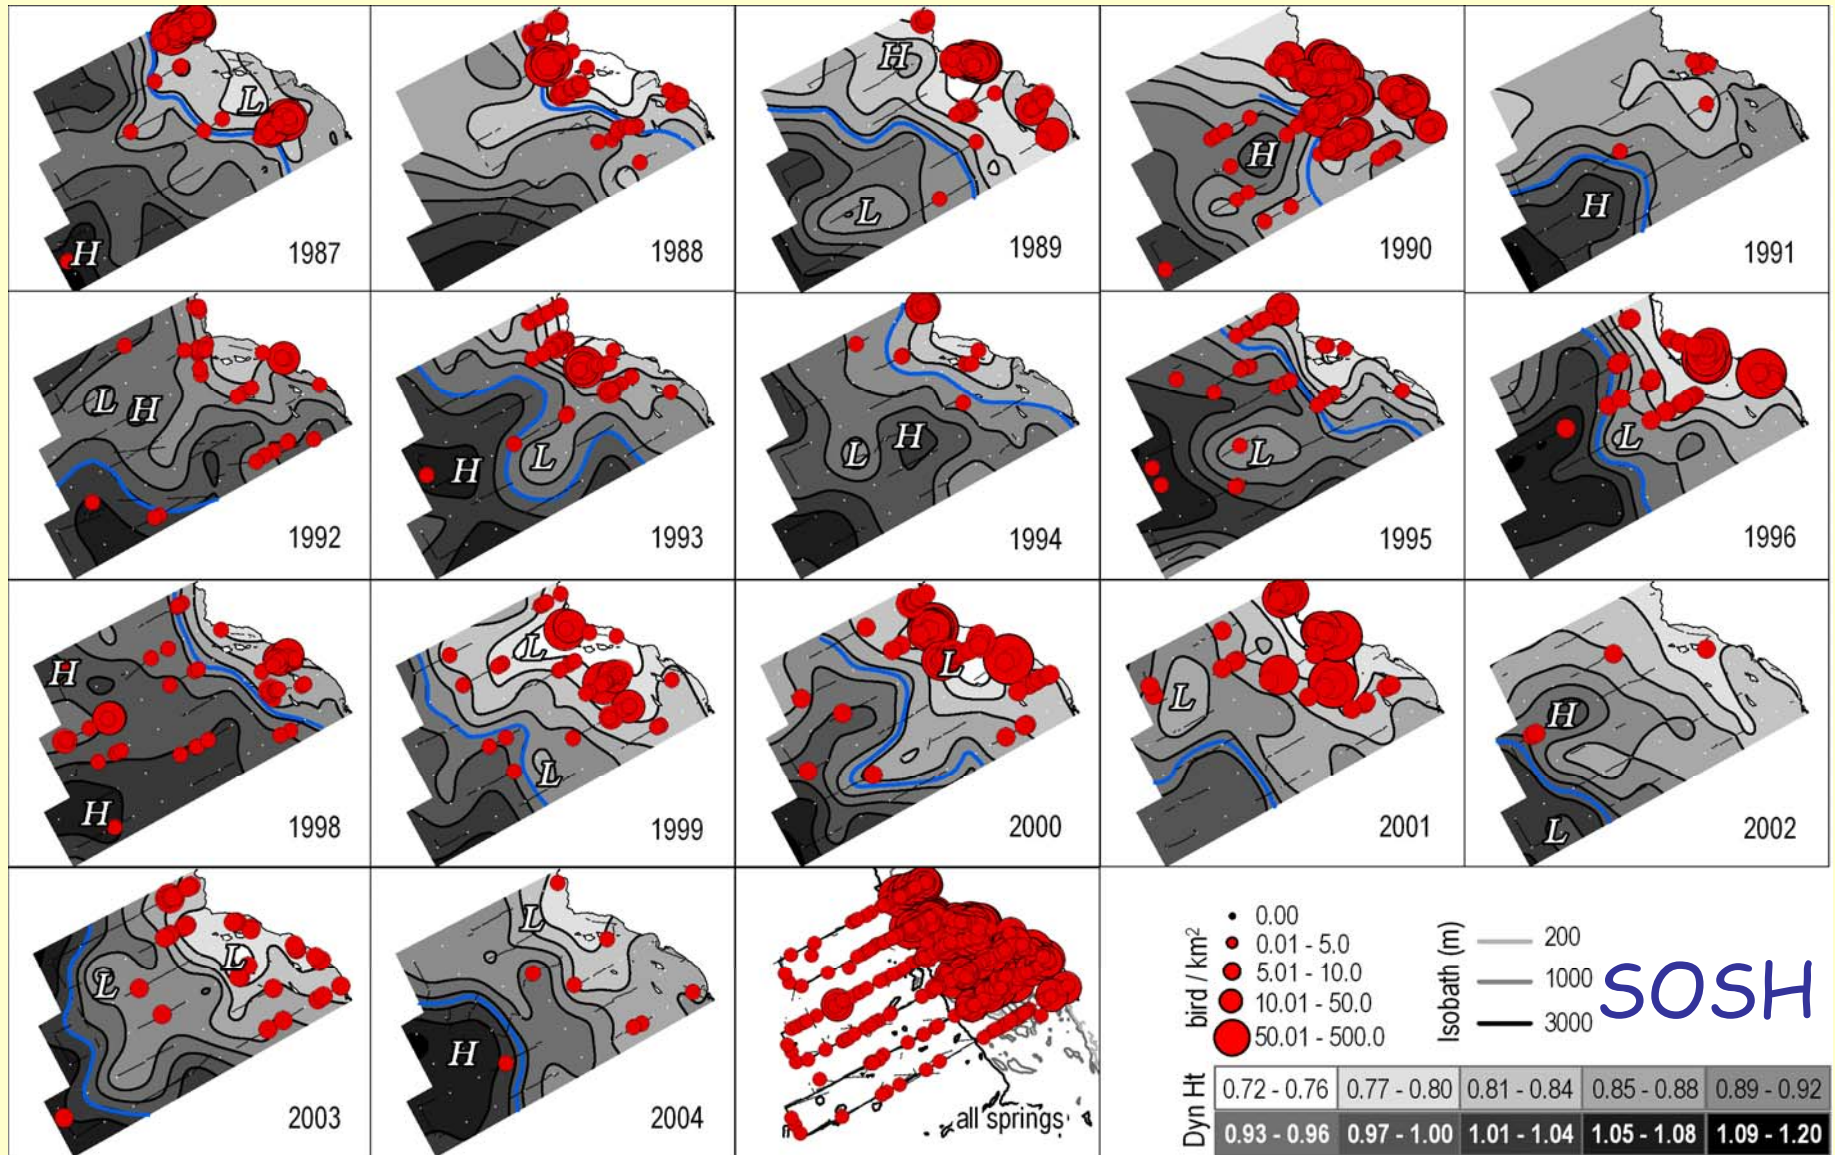 L
H
1987
1988
H
L
1989
H
1990
H
1991
L H
1992
H L
1993
L H
1994
L
1995
L
1996
H
H
1998
L
L
1999
L
2000
L
2001
H
L
2002
L L
2003
L
H
2004
all springs
bird / km²
0.00
0.01 - 5.0
5.01 - 10.0
10.01 - 50.0
50.01 - 500.0
Isobath (m)
200
1000
3000
SOSH
Dyn Ht
0.72 - 0.76 0.77 - 0.80 0.81 - 0.84 0.85 - 0.88 0.89 - 0.92
0.93 - 0.96 0.97 - 1.00 1.01 - 1.04 1.05 - 1.08 1.09 - 1.20